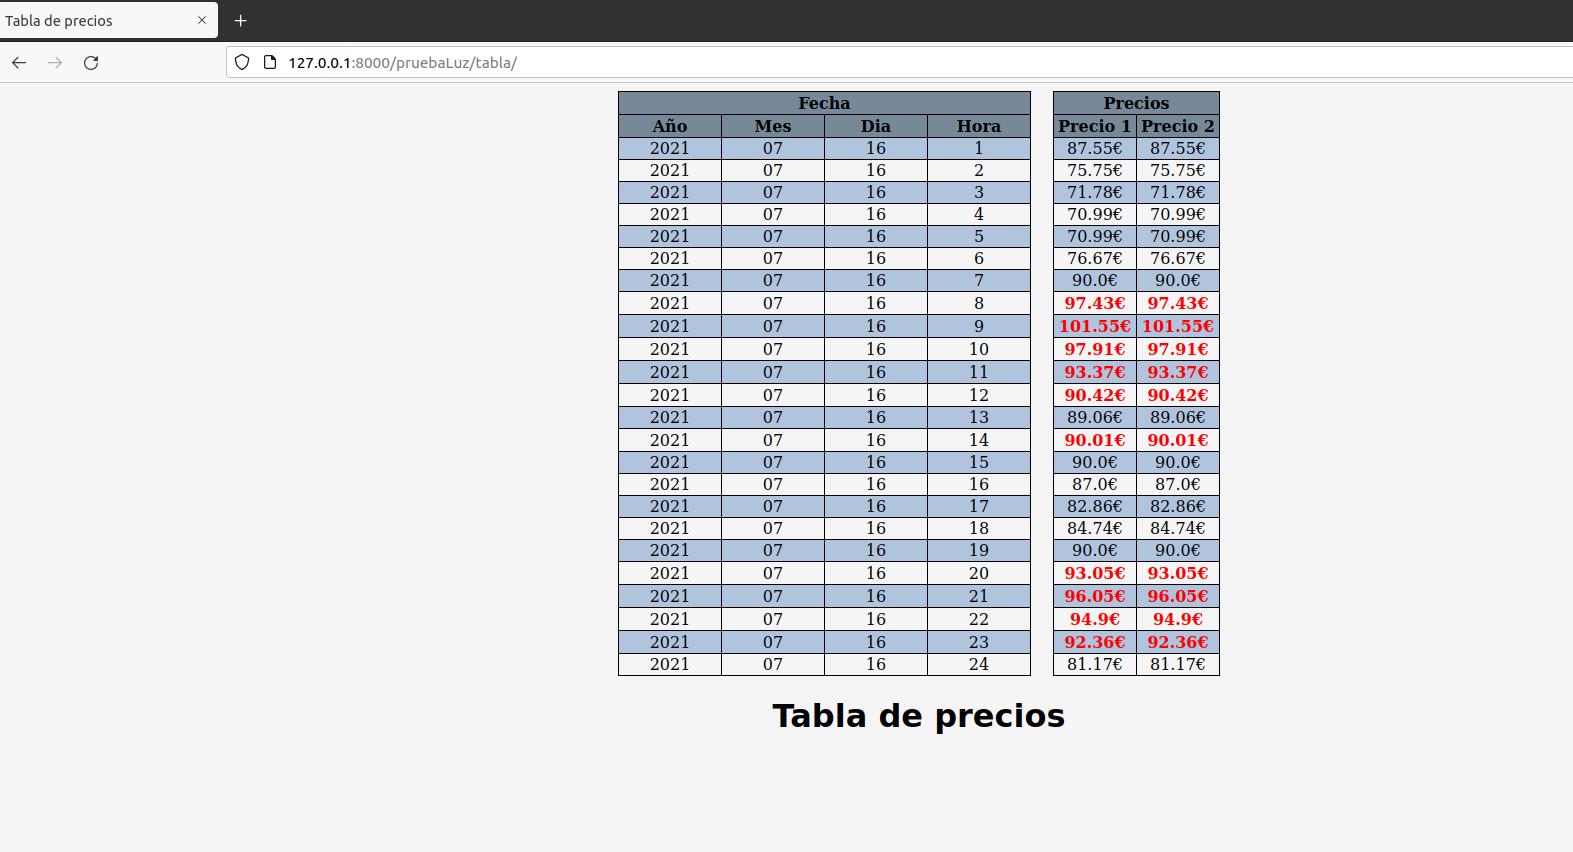 Tabla de precios
127.0.0.1:8000/pruebaLuz/tabla/
Fecha Precios
Año Mes Dia Hora Precio 1 Precio 2
2021 07 16 1 87.55€ 87.55€
2021 07 16 2 75.75€ 75.75€
2021 07 16 3 71.78€ 71.78€
2021 07 16 4 70.99€ 70.99€
2021 07 16 5 70.99€ 70.99€
2021 07 16 6 76.67€ 76.67€
2021 07 16 7 90.0€ 90.0€
2021 07 16 8 97.43€ 97.43€
2021 07 16 9 101.55€ 101.55€
2021 07 16 10 97.91€ 97.91€
2021 07 16 11 93.37€ 93.37€
2021 07 16 12 90.42€ 90.42€
2021 07 16 13 89.06€ 89.06€
2021 07 16 14 90.01€ 90.01€
2021 07 16 15 90.0€ 90.0€
2021 07 16 16 87.0€ 87.0€
2021 07 16 17 82.86€ 82.86€
2021 07 16 18 84.74€ 84.74€
2021 07 16 19 90.0€ 90.0€
2021 07 16 20 93.05€ 93.05€
2021 07 16 21 96.05€ 96.05€
2021 07 16 22 94.9€ 94.9€
2021 07 16 23 92.36€ 92.36€
2021 07 16 24 81.17€ 81.17€
Tabla de precios